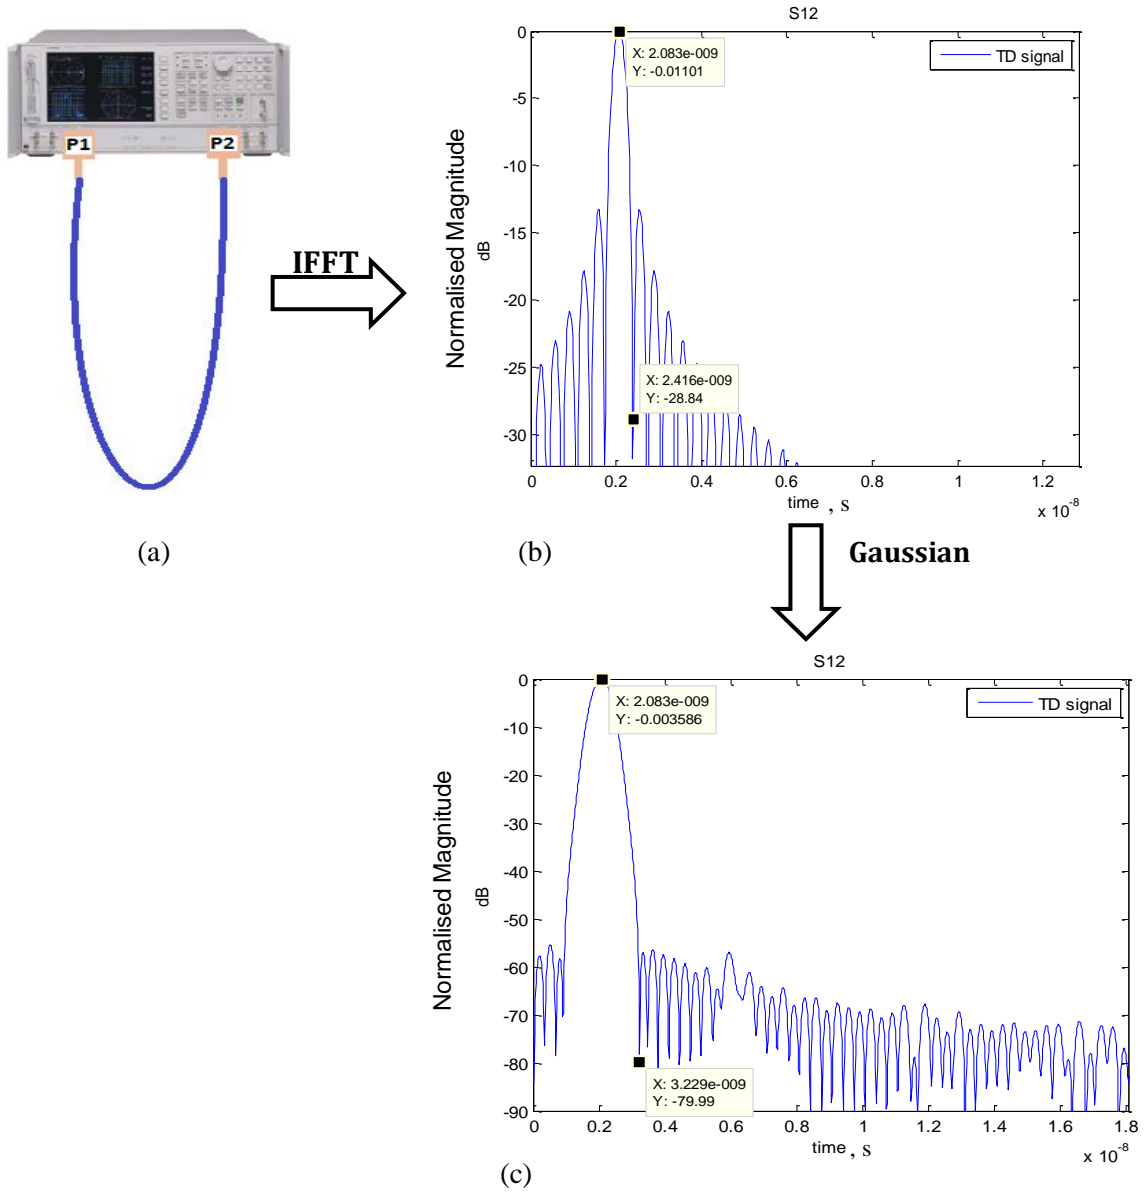 P1
P2
(a)
IFFT
S12
Normalised Magnitude
dB
0
-5
-10
-15
-20
-25
-30
X: 2.083e-009
Y: -0.01101
TD signal
X: 2.416e-009
Y: -28.84
0 0.2 0.4 0.6 0.8 1 1.2
time , s
x 10-8
(b)
Gaussian
S12
Normalised Magnitude
dB
0
-10
-20
-30
-40
-50
-60
-70
-80
-90
X: 2.083e-009
Y: -0.003586
TD signal
X: 3.229e-009
Y: -79.99
0 0.2 0.4 0.6 0.8 1 1.2 1.4 1.6 1.8
time , s
x 10-8
(c)